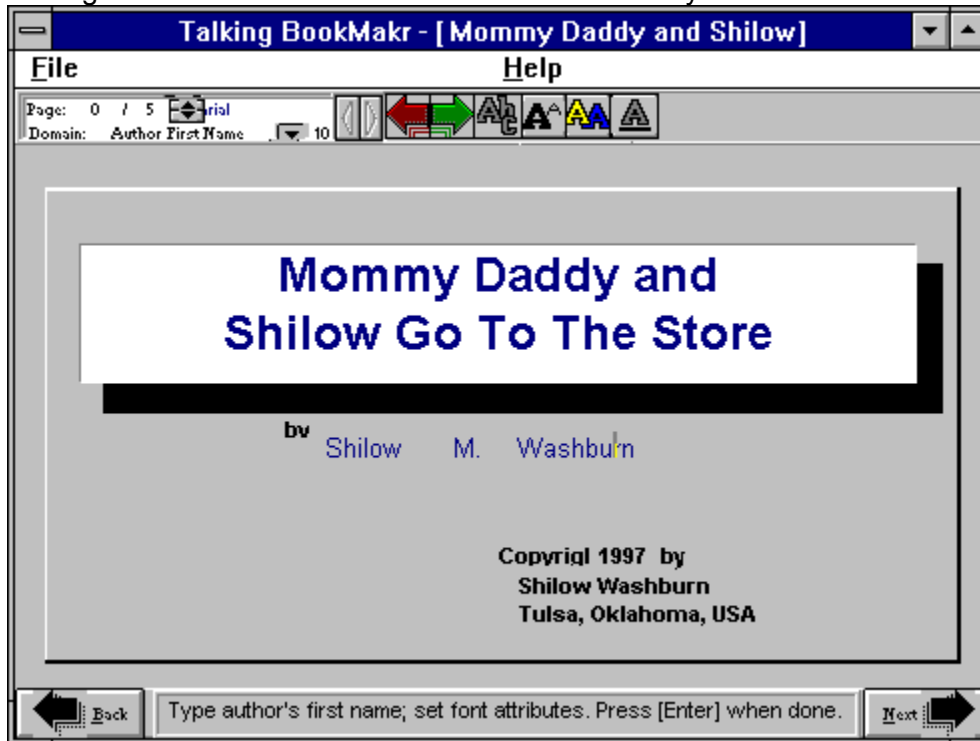 Talking BookMakr - [ Mommy Daddy and Shilow]
File Help
Page: 0 / 5 rial
Domain: Author First Name 10
Mommy Daddy and
Shilow Go To The Store
by Shilow M. Washburn
Copyrigl 1997 by
Shilow Washburn
Tulsa, Oklahoma, USA
Back Type author's first name; set font attributes. Press [Enter] when done. Next